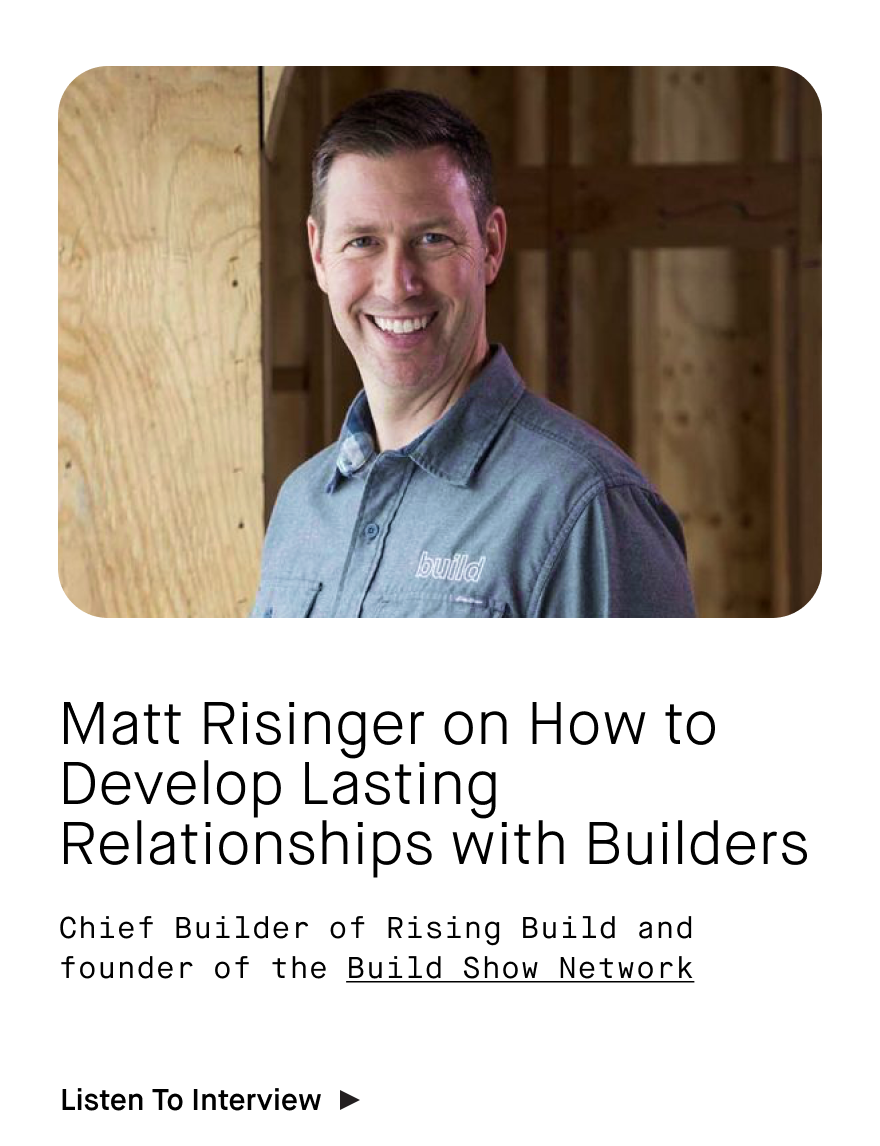 build
Matt Risinger on How to
Develop Lasting
Relationships with Builders
Chief Builder of Rising Build and
founder of the Build Show Network
Listen To Interview ▶